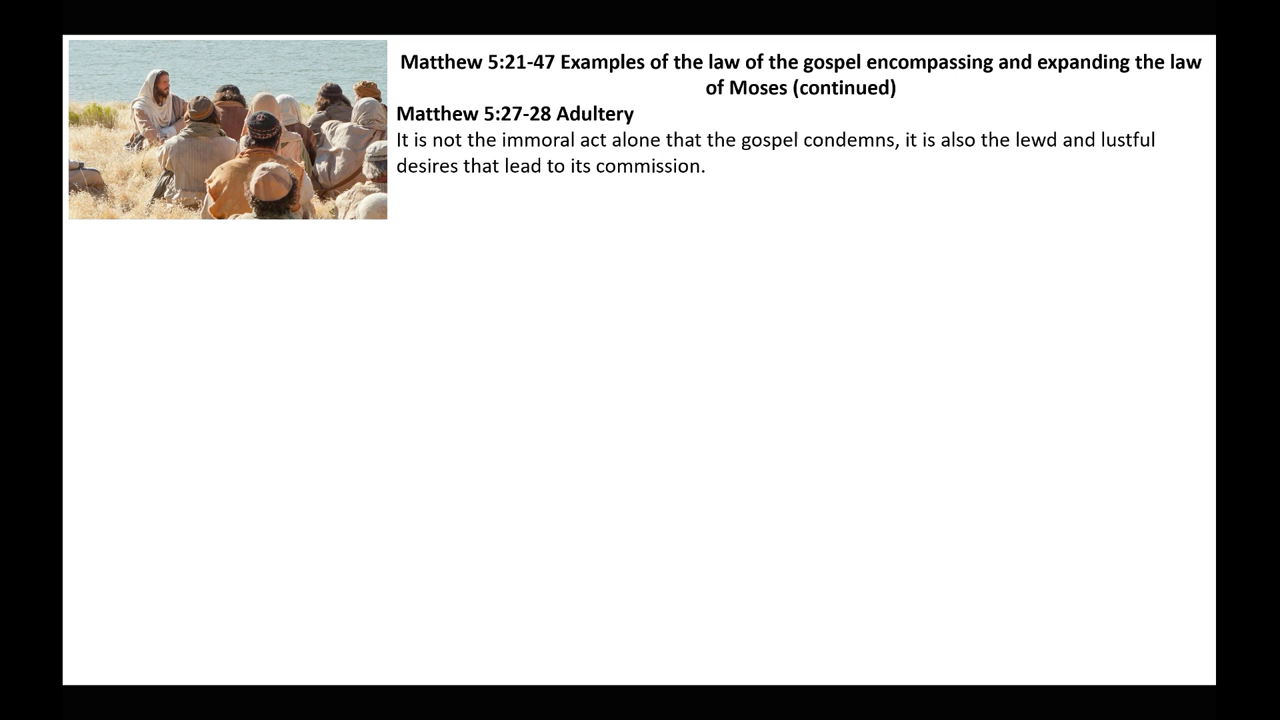 Matthew 5:21-47 Examples of the law of the gospel encompassing and expanding the law
of Moses (continued)
Matthew 5:27-28 Adultery
It is not the immoral act alone that the gospel condemns, it is also the lewd and lustful
desires that lead to its commission.